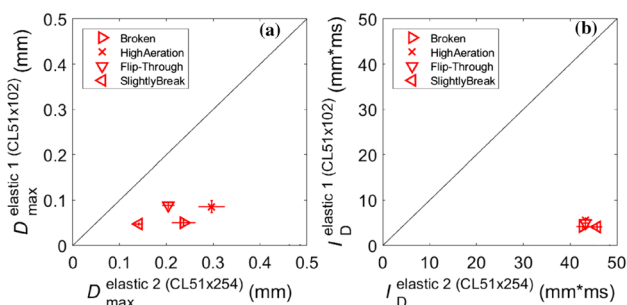 (a)
Broken
HighAeration
Flip-Through
SlightlyBreak
0.5
0.4
0.3
0.2
0.1
0
0 0.1 0.2 0.3 0.4 0.5
D max elastic 1 (CL51x102) (mm)
D max elastic 2 (CL51x254) (mm)
(b)
Broken
HighAeration
Flip-Through
SlightlyBreak
50
40
30
20
10
0
0 10 20 30 40 50
I D elastic 1 (CL51x102) (mm*ms)
I D elastic 2 (CL51x254) (mm*ms)